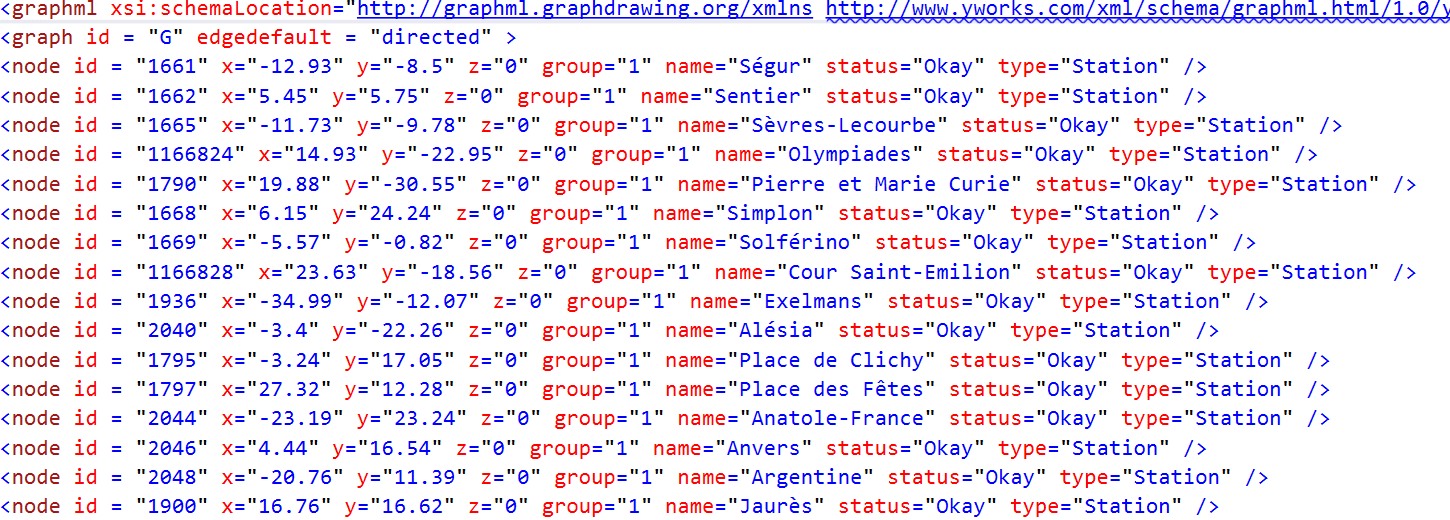 <graphml xsi:schemaLocation="http://graphml.graphdrawing.org/xmlns http://www.yworks.com/xml/schema/graphml.html/1.0/y
<graph id = "G" edgedefault = "directed" >
<node id = "1661" x="-12.93" y="-8.5" z="0" group="1" name="Ségur" status="Okay" type="Station" />
<node id = "1662" x="5.45" y="5.75" z="0" group="1" name="Sentier" status="Okay" type="Station" />
<node id = "1665" x="-11.73" y="-9.78" z="0" group="1" name="Sèvres-Lecourbe" status="Okay" type="Station" />
<node id = "1166824" x="14.93" y="-22.95" z="0" group="1" name="Olympiades" status="Okay" type="Station" />
<node id = "1790" x="19.88" y="-30.55" z="0" group="1" name="Pierre et Marie Curie" status="Okay" type="Station" />
<node id = "1668" x="6.15" y="24.24" z="0" group="1" name="Simplon" status="Okay" type="Station" />
<node id = "1669" x="-5.57" y="-0.82" z="0" group="1" name="Solférino" status="Okay" type="Station" />
<node id = "1166828" x="23.63" y="-18.56" z="0" group="1" name="Cour Saint-Emilion" status="Okay" type="Station" />
<node id = "1936" x="-34.99" y="-12.07" z="0" group="1" name="Exelmans" status="Okay" type="Station" />
<node id = "2040" x="-3.4" y="-22.26" z="0" group="1" name="Alésia" status="Okay" type="Station" />
<node id = "1795" x="-3.24" y="17.05" z="0" group="1" name="Place de Clichy" status="Okay" type="Station" />
<node id = "1797" x="27.32" y="12.28" z="0" group="1" name="Place des Fêtes" status="Okay" type="Station" />
<node id = "2044" x="-23.19" y="23.24" z="0" group="1" name="Anatole-France" status="Okay" type="Station" />
<node id = "2046" x="4.44" y="16.54" z="0" group="1" name="Anvers" status="Okay" type="Station" />
<node id = "2048" x="-20.76" y="11.39" z="0" group="1" name="Argentine" status="Okay" type="Station" />
<node id = "1900" x="16.76" y="16.62" z="0" group="1" name="Jaurès" status="Okay" type="Station" />